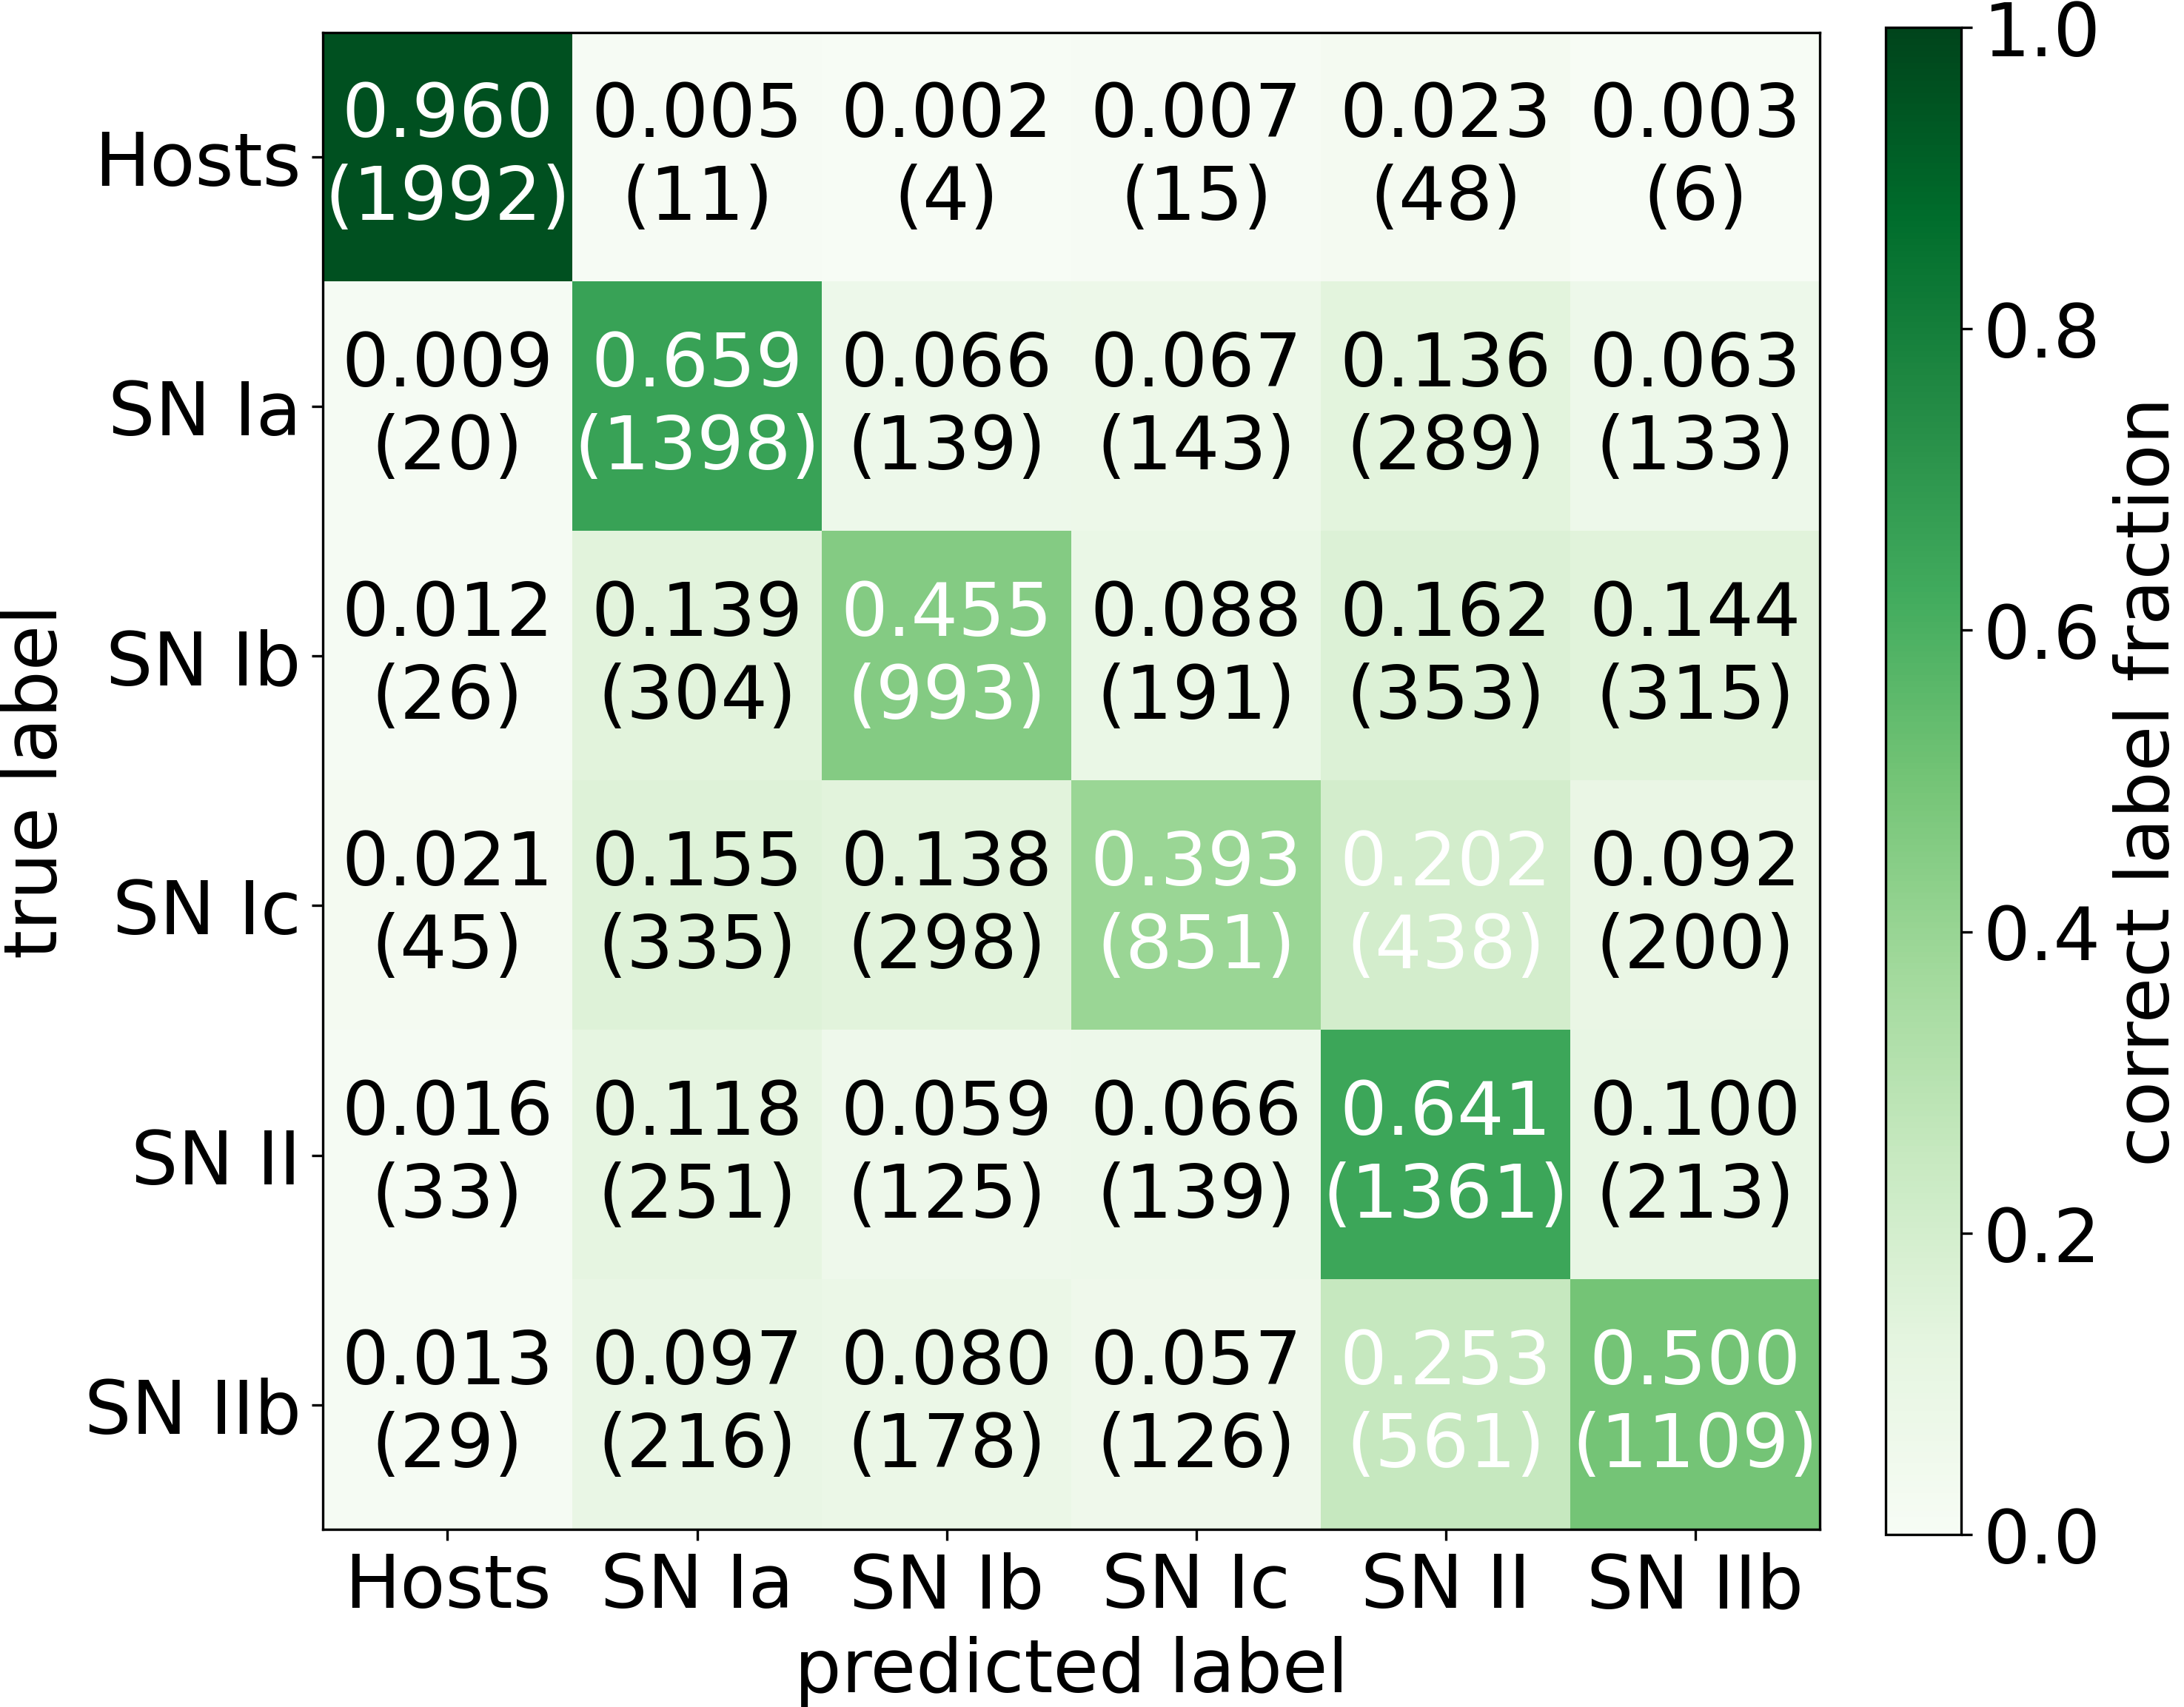 Hosts 0.960 0.005 0.002 0.007 0.023 0.003
(1992) (11) (4) (15) (48) (6)
SN Ia 0.009 0.659 0.066 0.067 0.136 0.063
(20) (1398) (139) (143) (289) (133)
SN Ib 0.012 0.139 0.455 0.088 0.162 0.144
(26) (304) (993) (191) (353) (315)
SN Ic 0.021 0.155 0.138 0.393 0.202 0.092
(45) (335) (298) (851) (438) (200)
SN II 0.016 0.118 0.059 0.066 0.641 0.100
(33) (251) (125) (139) (1361) (213)
SN IIb 0.013 0.097 0.080 0.057 0.253 0.500
(29) (216) (178) (126) (561) (1109)
Hosts SN Ia SN Ib SN Ic SN II SN IIb
predicted label
true label
1.0
0.8
0.6
0.4
0.2
0.0
correct label fraction